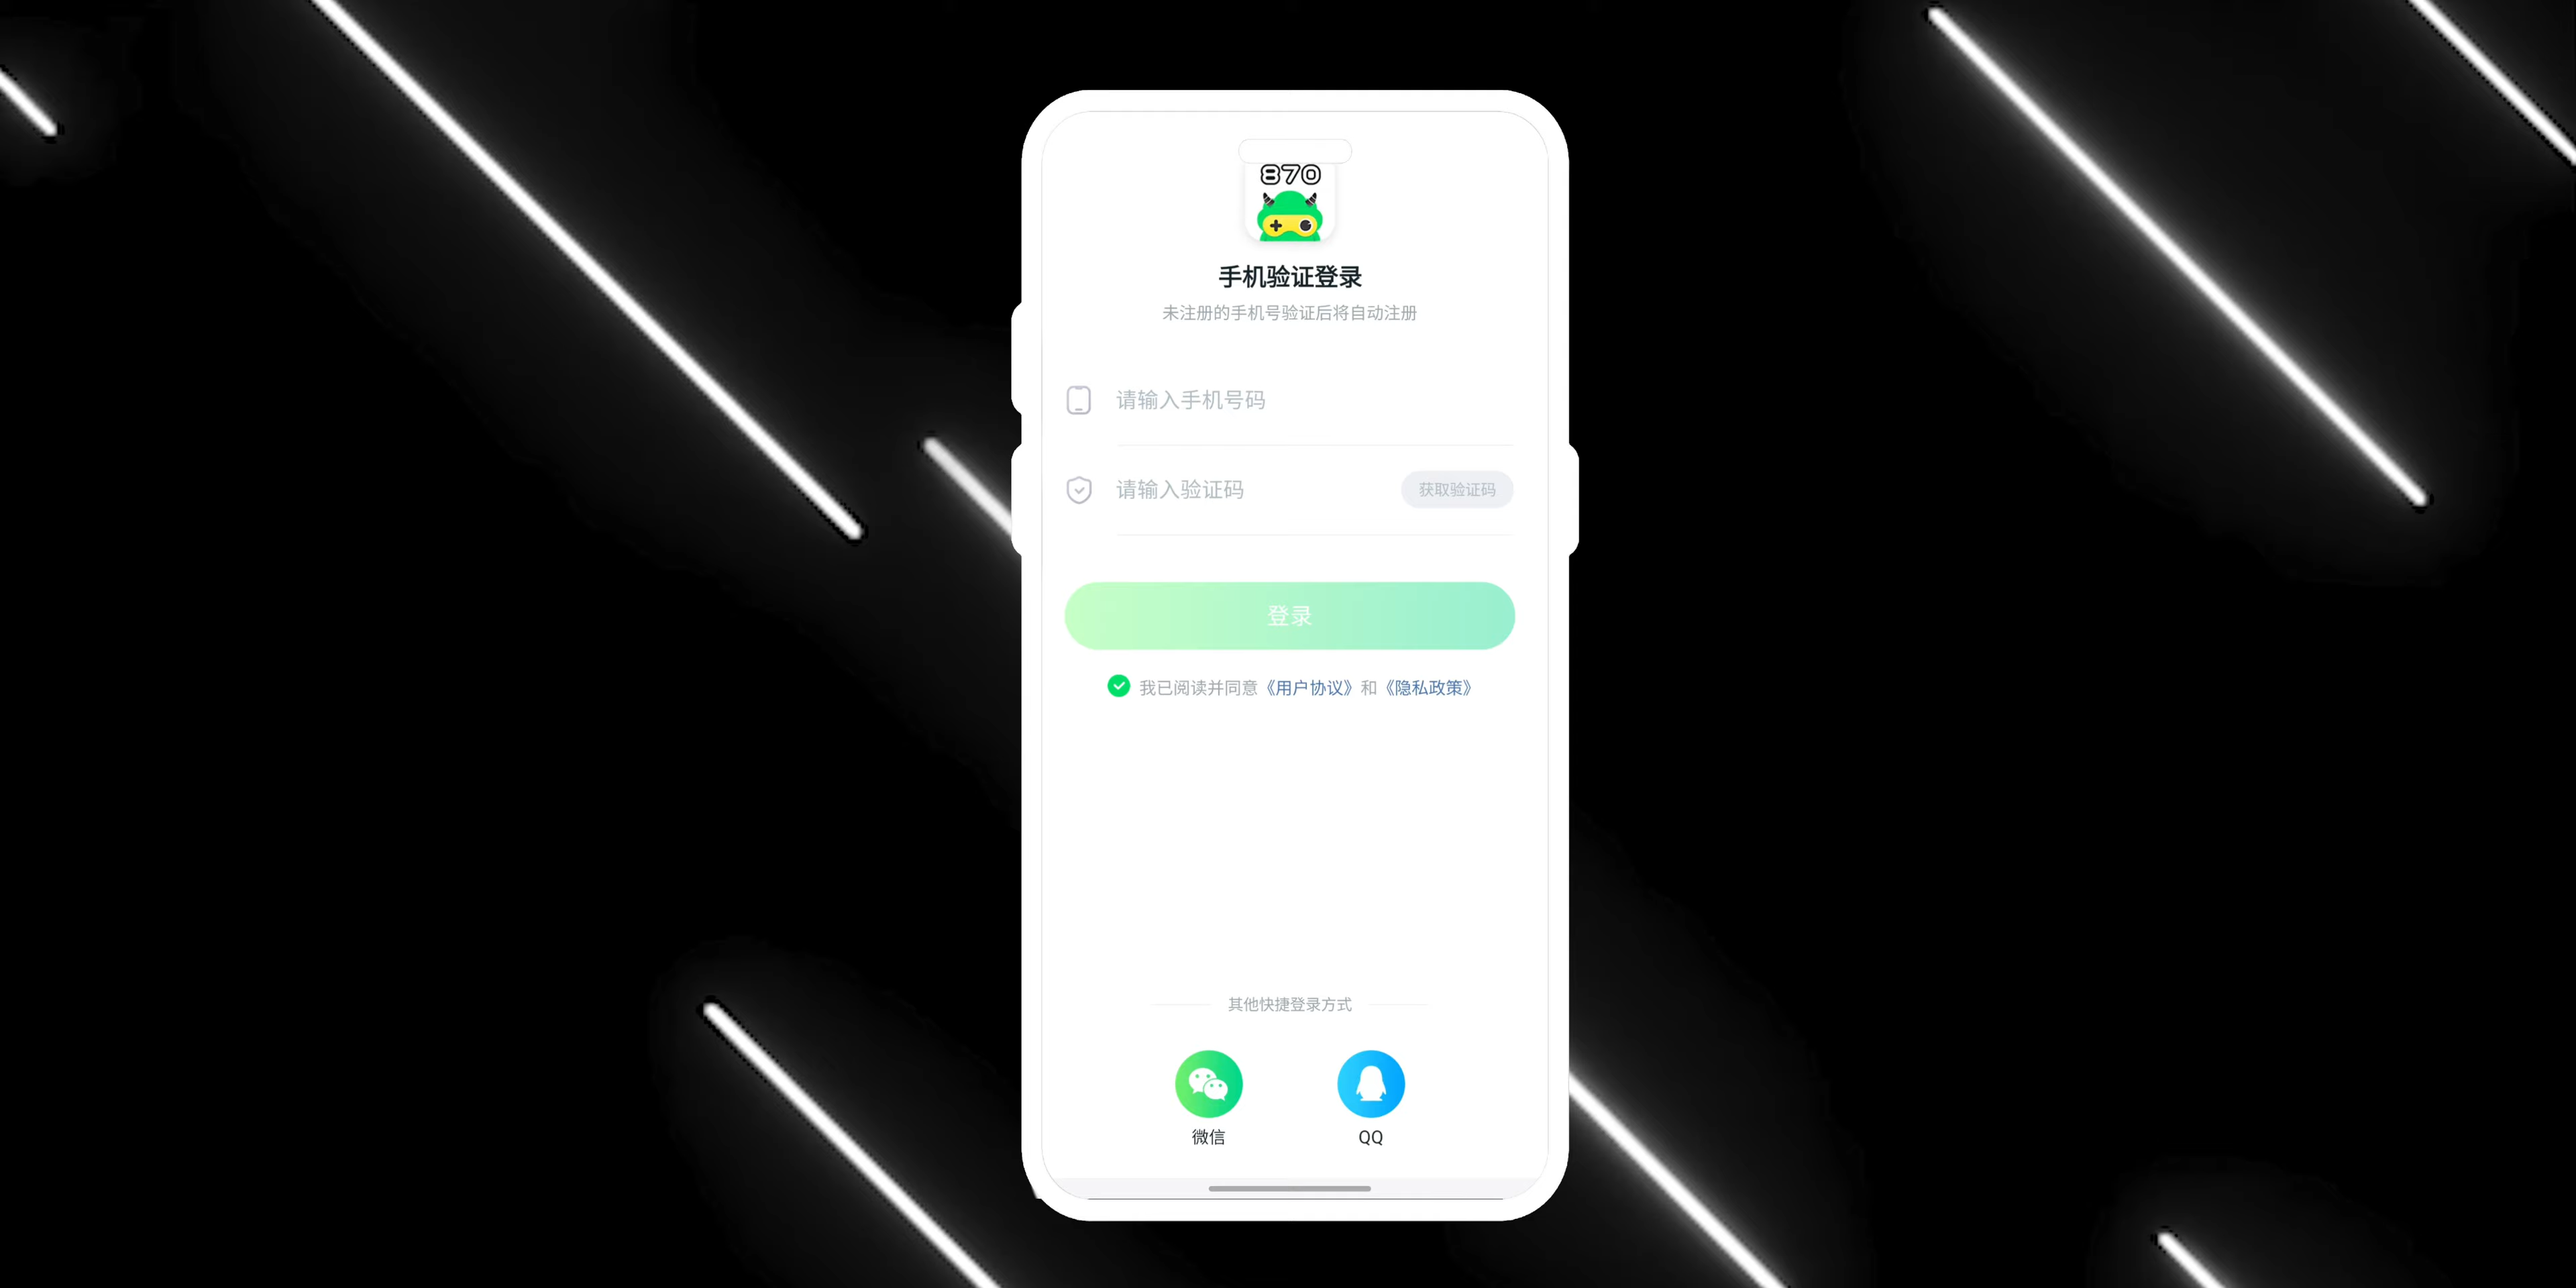 870
手机验证登录
未注册的手机号验证后将自动注册
请输入手机号码
请输入验证码
获取验证码
登录
我已阅读并同意《用户协议》和《隐私政策》
其他快捷登录方式
微信
QQ